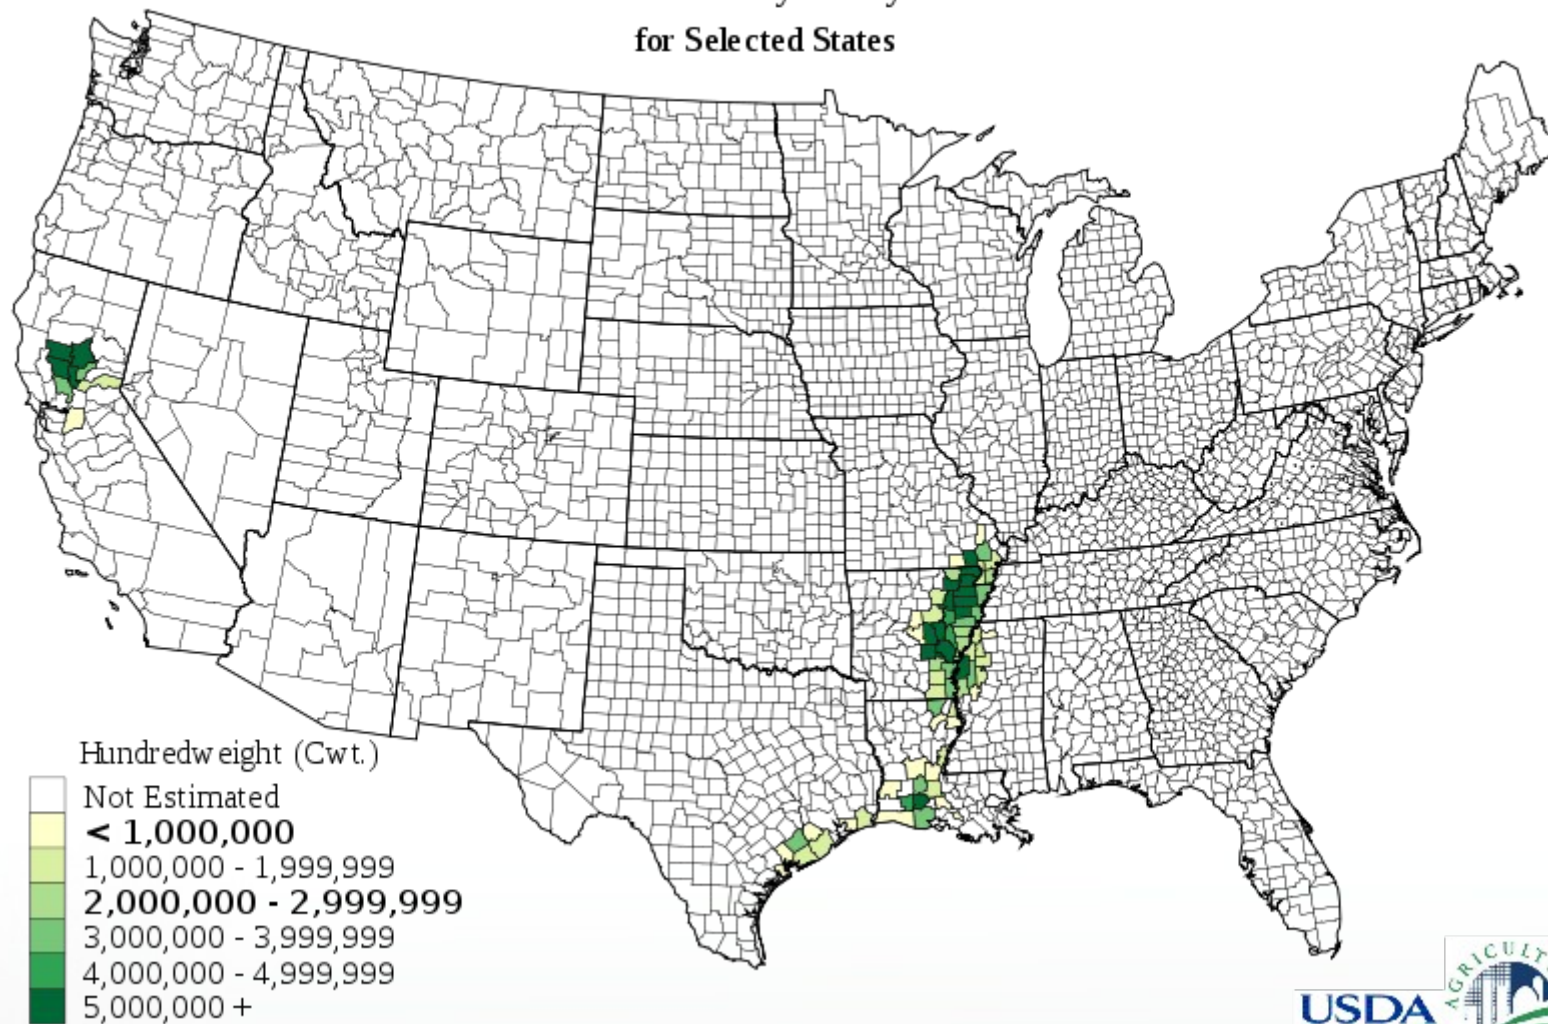 for Selected States
Hundredweight (Cwt.)
Not Estimated
< 1,000,000
1,000,000 - 1,999,999
2,000,000 - 2,999,999
3,000,000 - 3,999,999
4,000,000 - 4,999,999
5,000,000 +
USDA